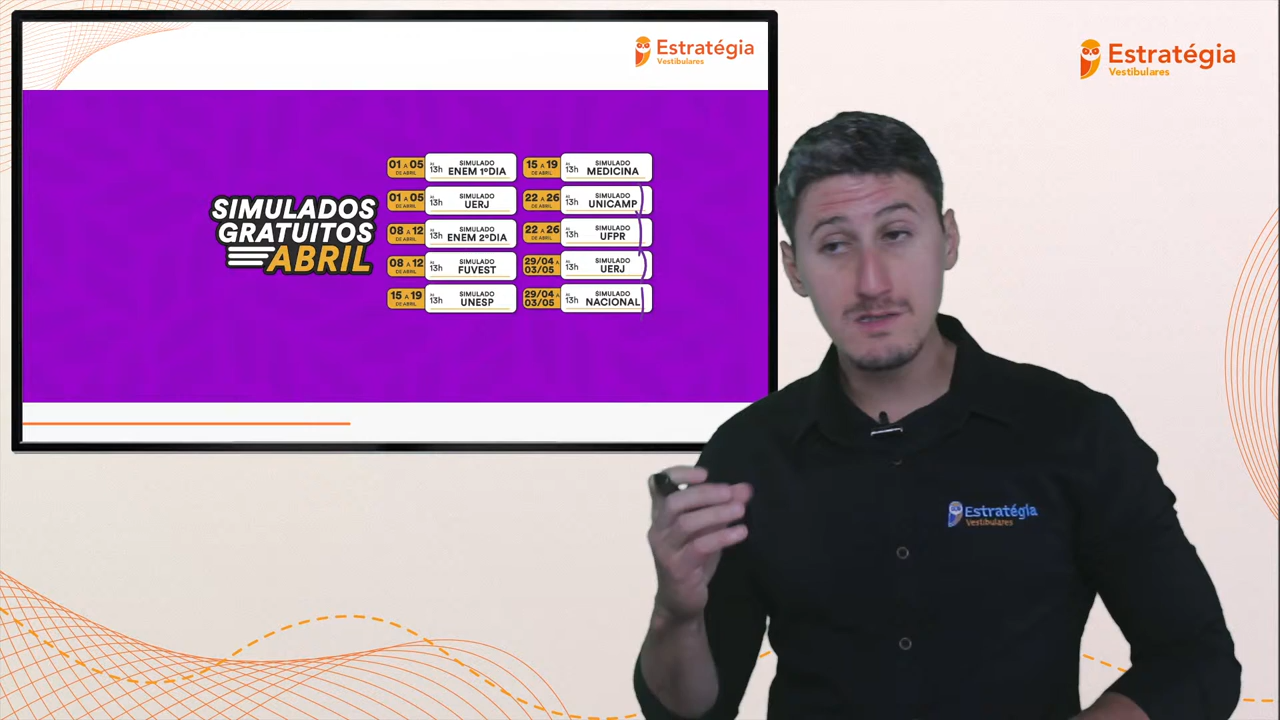 Estratégia
Vestibulares
Estratégia
Vestibulares
SIMULADOS
GRATUITOS
ABRIL
01 A 05
DE ABRIL
ÀS
13h
SIMULADO
ENEM 1ºDIA
01 A 05
DE ABRIL
ÀS
13h
SIMULADO
UERJ
08 A 12
DE ABRIL
ÀS
13h
SIMULADO
ENEM 2ºDIA
08 A 12
DE ABRIL
ÀS
13h
SIMULADO
FUVEST
15 A 19
DE ABRIL
ÀS
13h
SIMULADO
UNESP
15 A 19
DE ABRIL
ÀS
13h
SIMULADO
MEDICINA
22 A 26
DE ABRIL
ÀS
13h
SIMULADO
UNICAMP
22 A 26
DE ABRIL
ÀS
13h
SIMULADO
UFPR
29/04 A
03/05
ÀS
13h
SIMULADO
UERJ
29/04 A
03/05
ÀS
13h
SIMULADO
NACIONAL
Estratégia
Vestibulares